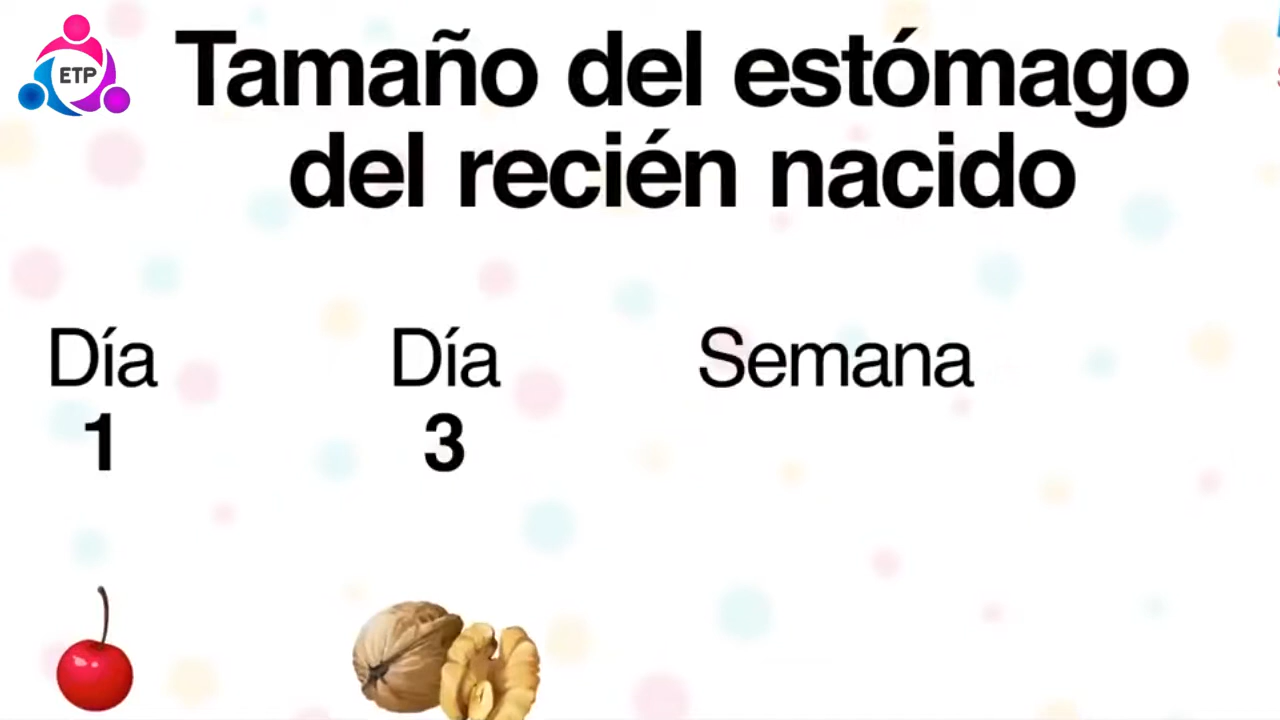 ETP
Tamaño del estómago
del recién nacido
Día
Día
Semana
1
3